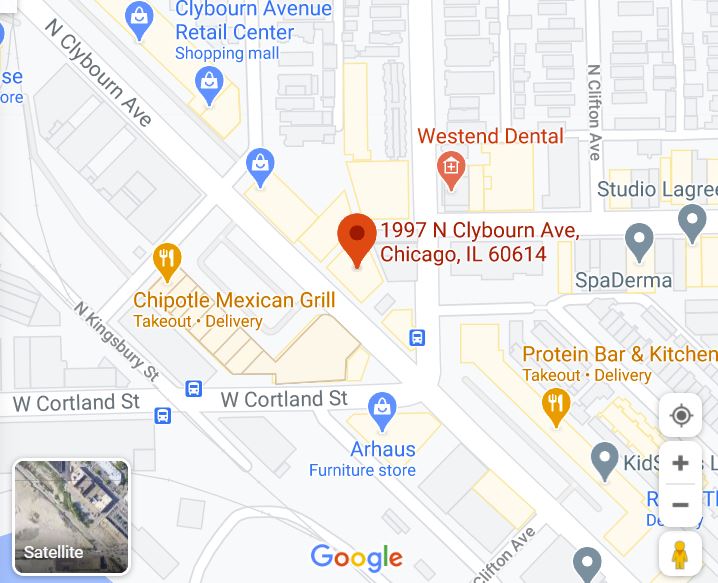 Clybourn Avenue
Retail Center
Shopping mall
N Clybourn Ave
N Clifton Ave
Westend Dental
Studio Lagree
1997 N Clybourn Ave,
Chicago, IL 60614
SpaDerma
Chipotle Mexican Grill
Takeout • Delivery
N Kingsbury St
Protein Bar & Kitchen
Takeout • Delivery
W Cortland St
W Cortland St
Arhaus
Furniture store
Satellite
Google
Clifton Ave